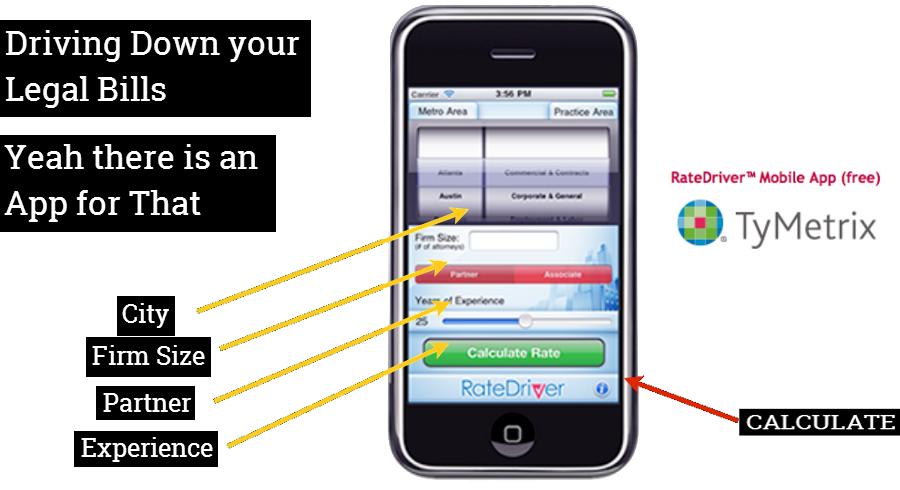 Driving Down your
Legal Bills
Yeah there is an
App for That
Carrier 3:56 PM
Metro Area Practice Area
Atlanta Commercial & Contracts
Austin Corporate & General
Employment & Labor
Firm Size:
(# of attorneys)
Partner Associate
Years of Experience
25
Calculate Rate
RateDriver
RateDriver™ Mobile App (free)
TyMetrix
City
Firm Size
Partner
Experience
CALCULATE